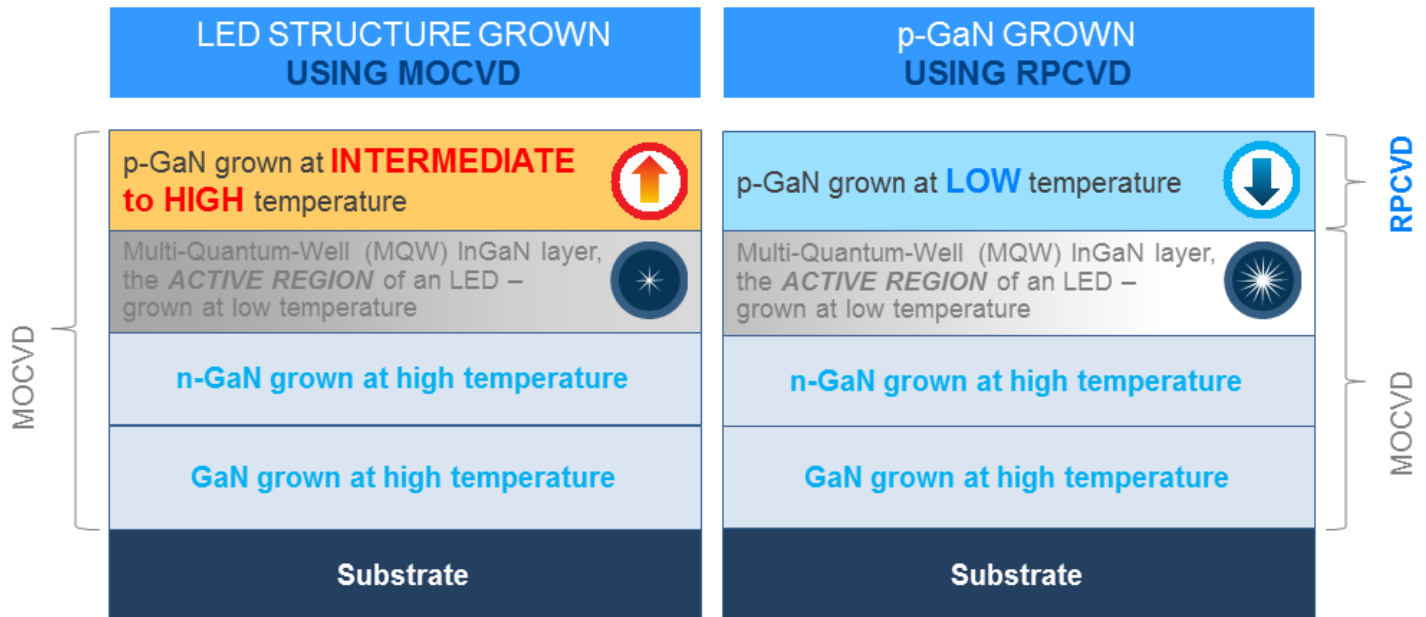 LED STRUCTURE GROWN
USING MOCVD
p-GaN GROWN
USING RPCVD
MOCVD
p-GaN grown at INTERMEDIATE
to HIGH temperature
Multi-Quantum-Well (MQW) InGaN layer,
the ACTIVE REGION of an LED –
grown at low temperature
n-GaN grown at high temperature
GaN grown at high temperature
Substrate
p-GaN grown at LOW temperature
Multi-Quantum-Well (MQW) InGaN layer,
the ACTIVE REGION of an LED –
grown at low temperature
n-GaN grown at high temperature
GaN grown at high temperature
Substrate
RPCVD
MOCVD